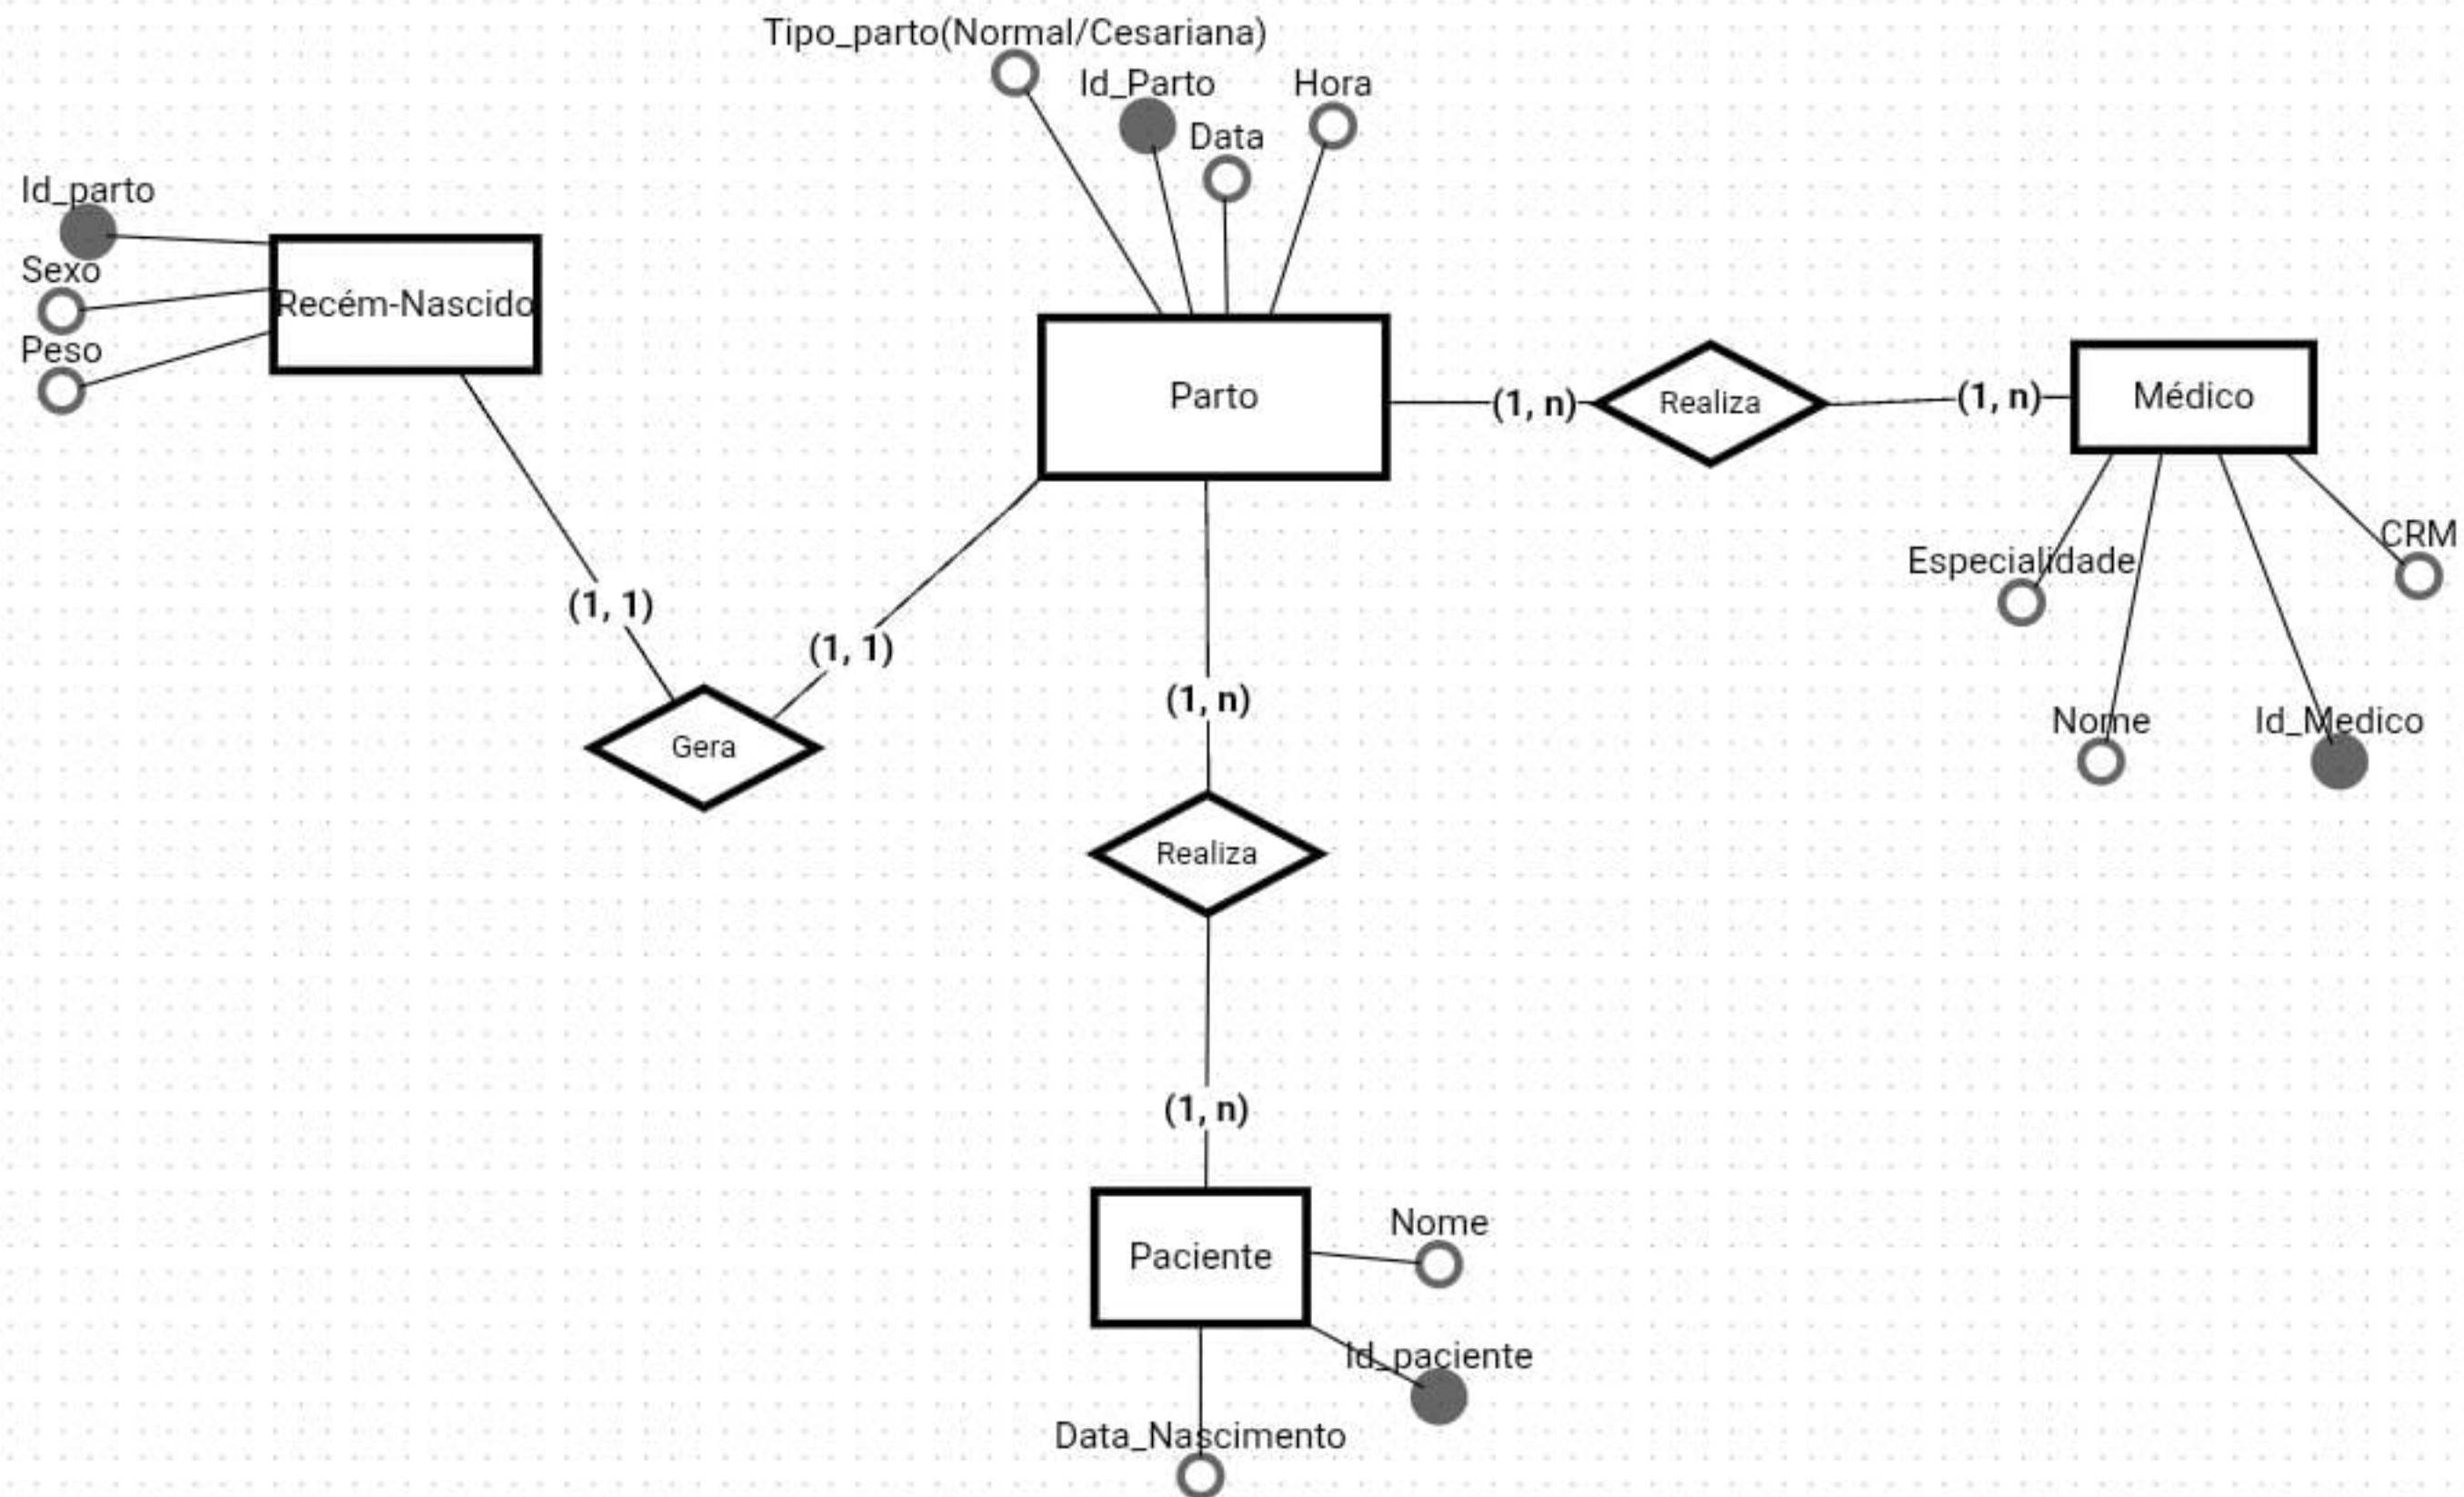 Tipo_parto(Normal/Cesariana)
Id_Parto
Hora
Data
Id_parto
Sexo
Recém-Nascido
Peso
Parto
(1, n)
Realiza
(1, n)
Médico
CRM
Especialidade
(1, 1)
(1, 1)
(1, n)
Nome
Id_Medico
Gera
Realiza
(1, n)
Nome
Paciente
Id_paciente
Data_Nascimento